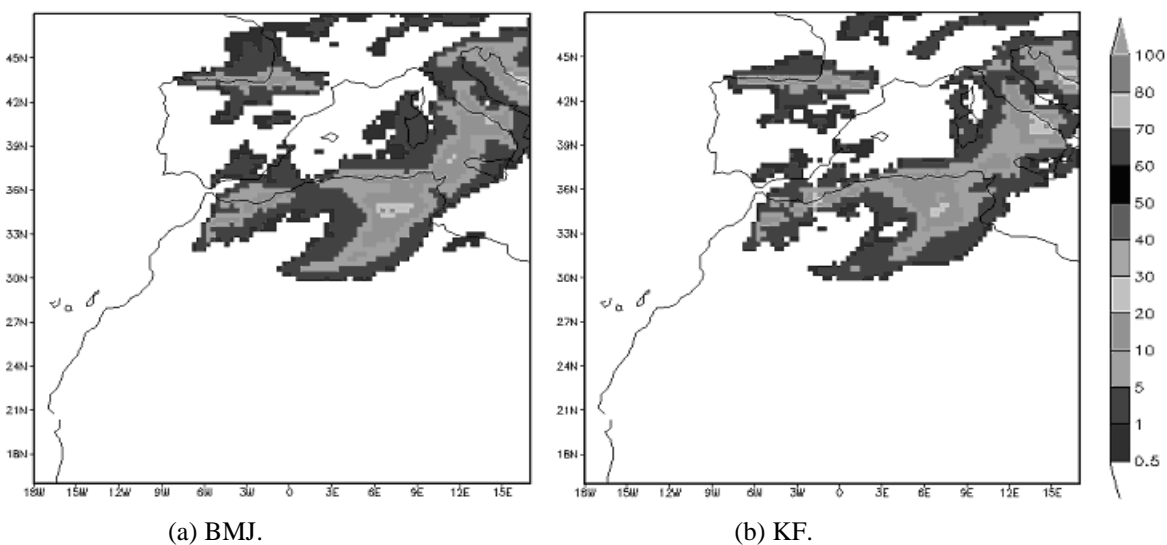 45N
42N
39N
36N
33N
30N
27N
24N
21N
18N
18W 15W 12W 9W 6W 3W 0 3E 6E 9E 12E 15E
45N
42N
39N
36N
33N
30N
27N
24N
21N
18N
18W 15W 12W 9W 6W 3W 0 3E 6E 9E 12E 15E
100
80
70
60
50
40
30
20
10
5
1
0.5
(a) BMJ. (b) KF.